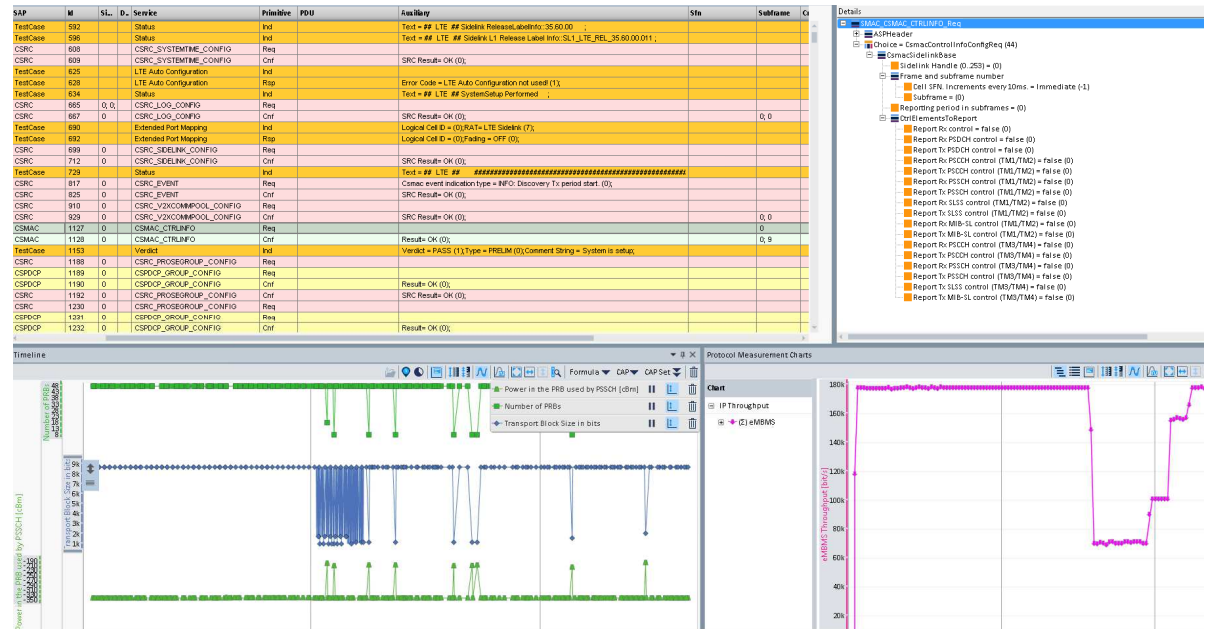 SAP Id Si... D.. Service Primitive PDU Auxiliary Sfn Subframe
TestCase 592 Status Ind Text = ## LTE ## Sidelink ReleaseLabelInfo::35.60.00 ;
TestCase 596 Status Ind Text = ## LTE ## Sidelink L1 Release Label Info::SL1_LTE_REL_35.60.00.011 ;
CSRC 608 CSRC_SYSTEMTIME_CONFIG Req
CSRC 609 CSRC_SYSTEMTIME_CONFIG Cnf SRC Result= OK (0);
TestCase 625 LTE Auto Configuration Ind
TestCase 628 LTE Auto Configuration Rsp Error Code = LTE Auto Configuration not used! (1);
TestCase 634 Status Ind Text = ## LTE ## SystemSetup Performed ;
CSRC 665 0; 0; CSRC_LOG_CONFIG Req
CSRC 667 0 CSRC_LOG_CONFIG Cnf SRC Result= OK (0); 0; 0
TestCase 690 Extended Port Mapping Ind Logical Cell ID = (0);RAT= LTE Sidelink (7);
TestCase 692 Extended Port Mapping Rsp Logical Cell ID = (0);Fading = OFF (0);
CSRC 699 0 CSRC_SIDELINK_CONFIG Req
CSRC 712 0 CSRC_SIDELINK_CONFIG Cnf SRC Result= OK (0);
TestCase 729 Status Ind Text = ## LTE ##
CSRC 817 0 CSRC_EVENT Req Csmac event indication type = INFO: Discovery Tx period start. (0);
CSRC 825 0 CSRC_EVENT Cnf SRC Result= OK (0);
CSRC 910 0 CSRC_V2XCOMMPOOL_CONFIG Req
CSRC 929 0 CSRC_V2XCOMMPOOL_CONFIG Cnf SRC Result= OK (0); 0; 0
CSMAC 1127 0 CSMAC_CTRLINFO Req 0
CSMAC 1128 0 CSMAC_CTRLINFO Cnf Result= OK (0); 0; 9
TestCase 1153 Verdict Ind Verdict = PASS (1);Type = PRELIM (0);Comment String = System is setup;
CSRC 1188 0 CSRC_PROSEGROUP_CONFIG Req
CSPDCP 1189 0 CSPDCP_GROUP_CONFIG Req
CSPDCP 1190 0 CSPDCP_GROUP_CONFIG Cnf Result= OK (0);
CSRC 1192 0 CSRC_PROSEGROUP_CONFIG Cnf SRC Result= OK (0);
CSRC 1230 0 CSRC_PROSEGROUP_CONFIG Req
CSPDCP 1231 0 CSPDCP_GROUP_CONFIG Req
CSPDCP 1232 0 CSPDCP_GROUP_CONFIG Cnf Result= OK (0);
Details
SMAC_CSMAC_CTRLINFO_Req
ASPHeader
Choice = CsmacControlInfoConfigReq (44)
CsmacSidelinkBase
Sidelink Handle (0..253) = (0)
Frame and subframe number
Cell SFN. Increments every 10ms. = Immediate (-1)
Subframe = (0)
Reporting period in subframes = (0)
CtrlElementsToReport
Report Rx control = false (0)
Report Rx PSDCH control = false (0)
Report Tx PSDCH control = false (0)
Report Rx PSCCH control (TM1/TM2) = false (0)
Report Tx PSCCH control (TM1/TM2) = false (0)
Report Rx PSSCH control (TM1/TM2) = false (0)
Report Tx PSSCH control (TM1/TM2) = false (0)
Report Rx SLSS control (TM1/TM2) = false (0)
Report Tx SLSS control (TM1/TM2) = false (0)
Report Rx MIB-SL control (TM1/TM2) = false (0)
Report Tx MIB-SL control (TM1/TM2) = false (0)
Report Rx PSCCH control (TM3/TM4) = false (0)
Report Tx PSCCH control (TM3/TM4) = false (0)
Report Rx PSSCH control (TM3/TM4) = false (0)
Report Tx PSSCH control (TM3/TM4) = false (0)
Report Tx SLSS control (TM3/TM4) = false (0)
Report Tx MIB-SL control (TM3/TM4) = false (0)
Timeline
Formula CAP CAP Set
Power in the PRB used by PSSCH [cBm]
Number of PRBs
Transport Block Size in bits
Number of PRBs
9k
8k
7k
6k
5k
4k
3k
2k
1k
Transport Block Size in bits
Power in the PRB used by PSSCH [cBm]
Protocol Measurement Charts
Chart
IP Throughput
(Σ) eMBMS
eMBMS Throughput [bit/s]
180k
160k
140k
120k
100k
80k
60k
40k
20k